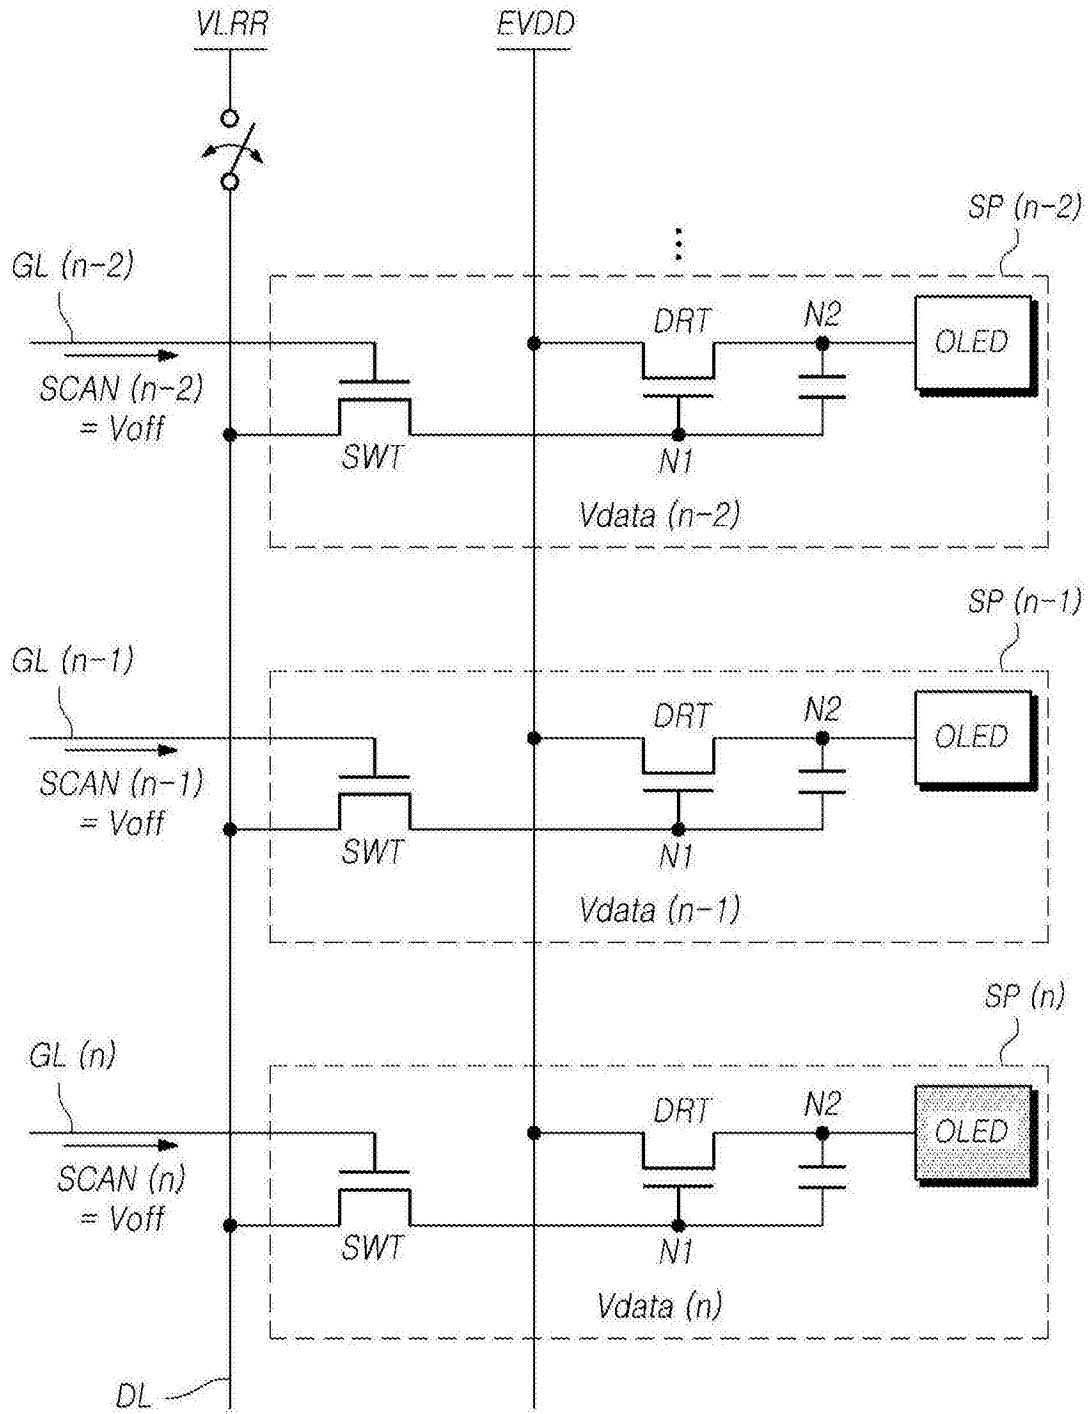 VLRR
EVDD
SP (n-2)
GL (n-2)
SCAN (n-2)
= Voff
SWT
DRT
N2
OLED
N1
Vdata (n-2)
SP (n-1)
GL (n-1)
SCAN (n-1)
= Voff
SWT
DRT
N2
OLED
N1
Vdata (n-1)
SP (n)
GL (n)
SCAN (n)
= Voff
SWT
DRT
N2
OLED
N1
Vdata (n)
DL